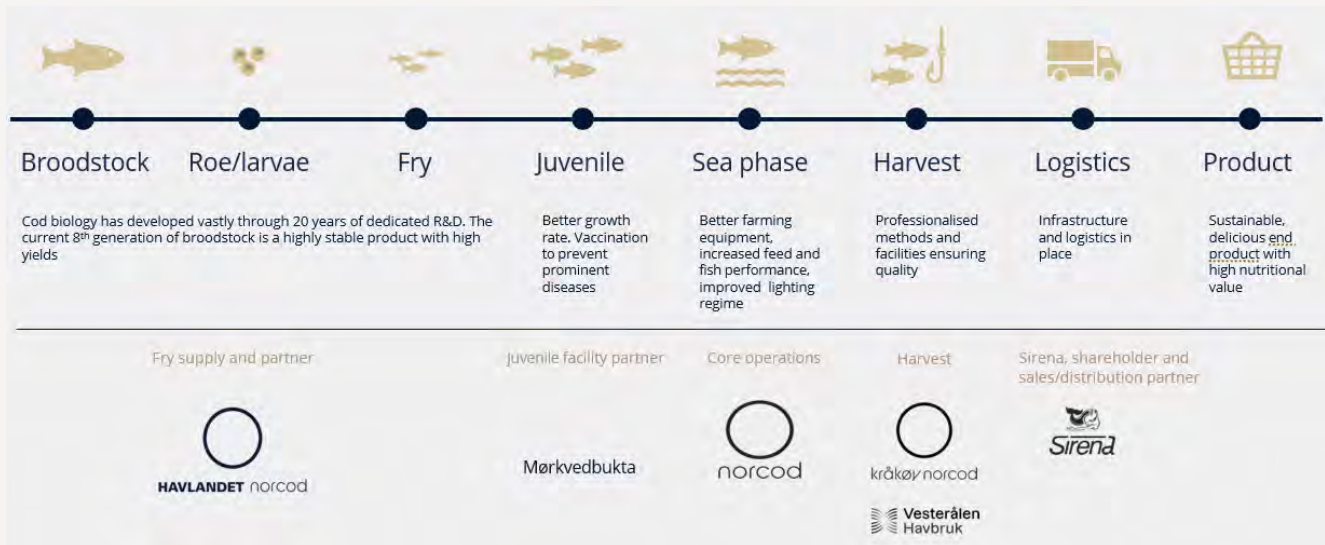 Broodstock
Roe/larvae
Fry
Juvenile
Sea phase
Harvest
Logistics
Product
Cod biology has developed vastly through 20 years of dedicated R&D. The
current 8th generation of broodstock is a highly stable product with high
yields
Better growth
rate. Vaccination
to prevent
prominent
diseases
Better farming
equipment,
increased feed and
fish performance,
improved lighting
regime
Professionalised
methods and
facilities ensuring
quality
Infrastructure
and logistics in
place
Sustainable,
delicious end
product with
high nutritional
value
Fry supply and partner
HAVLANDET norcod
Juvenile facility partner
Mørkvedbukta
Core operations
norcod
Harvest
kråkøy norcod
Vesterålen
Havbruk
Sirena, shareholder and
sales/distribution partner
Sirena